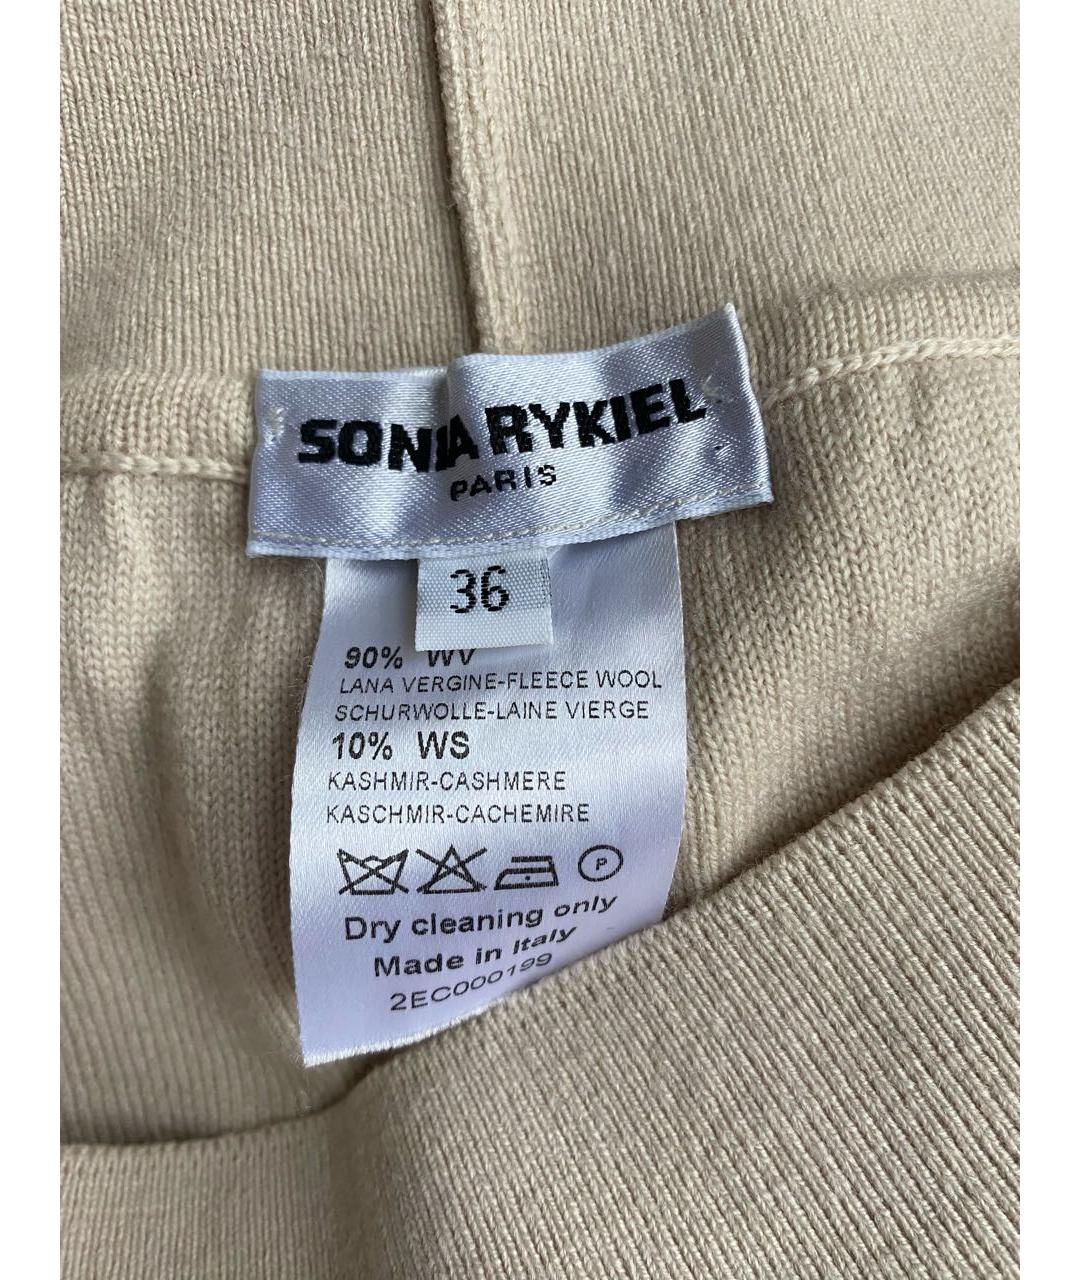 SONIA RYKIEL
PARIS
36
90% WV
LANA VERGINE-FLEECE WOOL
SCHURWOLLE-LAINE VIERGE
10% WS
KASHMIR-CASHMERE
KASCHMIR-CACHEMIRE
P
Dry cleaning only
Made in Italy
2EC000199